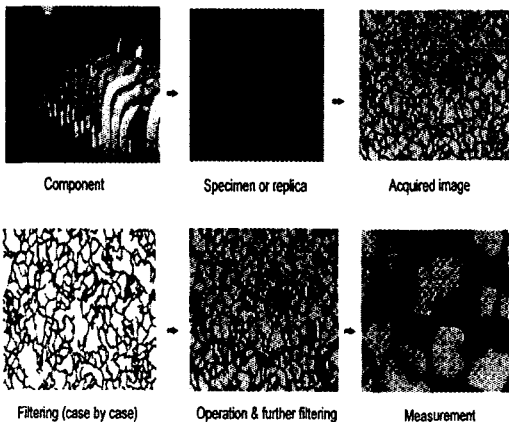 Component
Specimen or replica
Acquired image
Filtering (case by case)
Operation & further filtering
Measurement